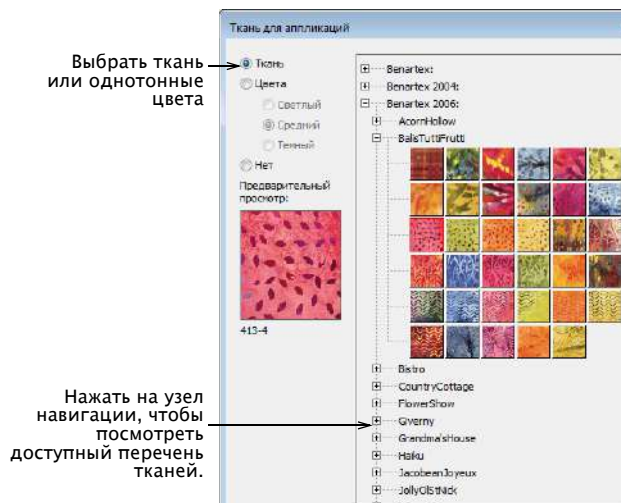 Ткань для аппликаций
Выбрать ткань
или однотонные
цвета
Ткань
Цвета
Светлый
Средний
Темный
Нет
Предварительный
просмотр:
413-4
Benartex:
Benartex 2004:
Benartex 2006:
AcornHollow
BalisTuttiFrutti
Bistro
CountryCottage
FlowerShow
Giverny
Grandma'sHouse
Haiku
JacobeanJoyeux
JollyOlStNick
Нажать на узел
навигации, чтобы
посмотреть
доступный перечень
тканей.